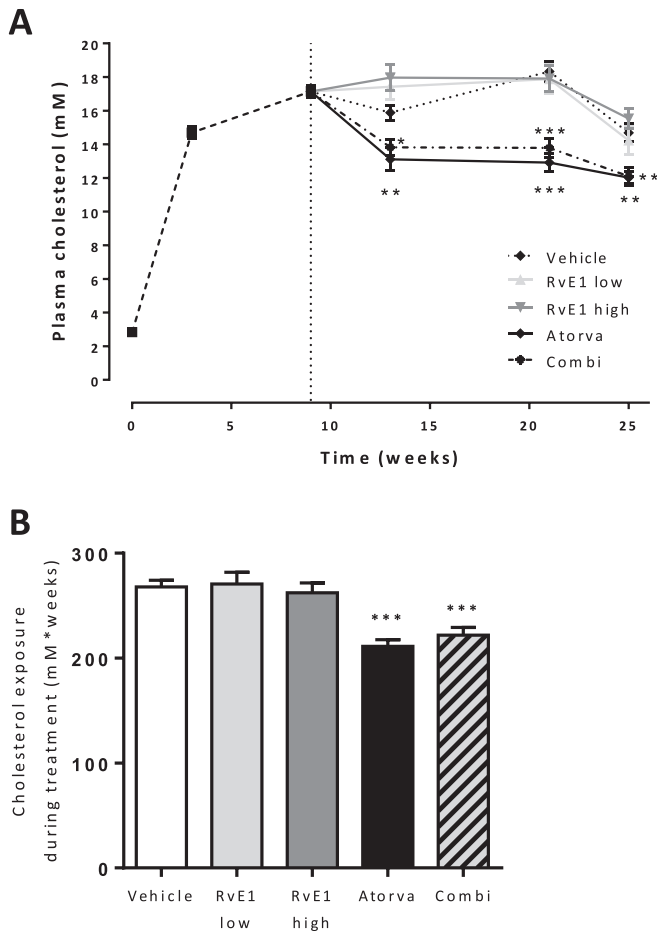 A
20
18
16
14
12
10
8
6
4
2
0
Plasma cholesterol (mM)
*
**
***
***
**
**
Vehicle
RvE1 low
RvE1 high
Atorva
Combi
0 5 10 15 20 25
Time (weeks)
B
300
200
100
0
Cholesterol exposure
during treatment (mM*weeks)
*** ***
Vehicle RvE1 RvE1 Atorva Combi
low high